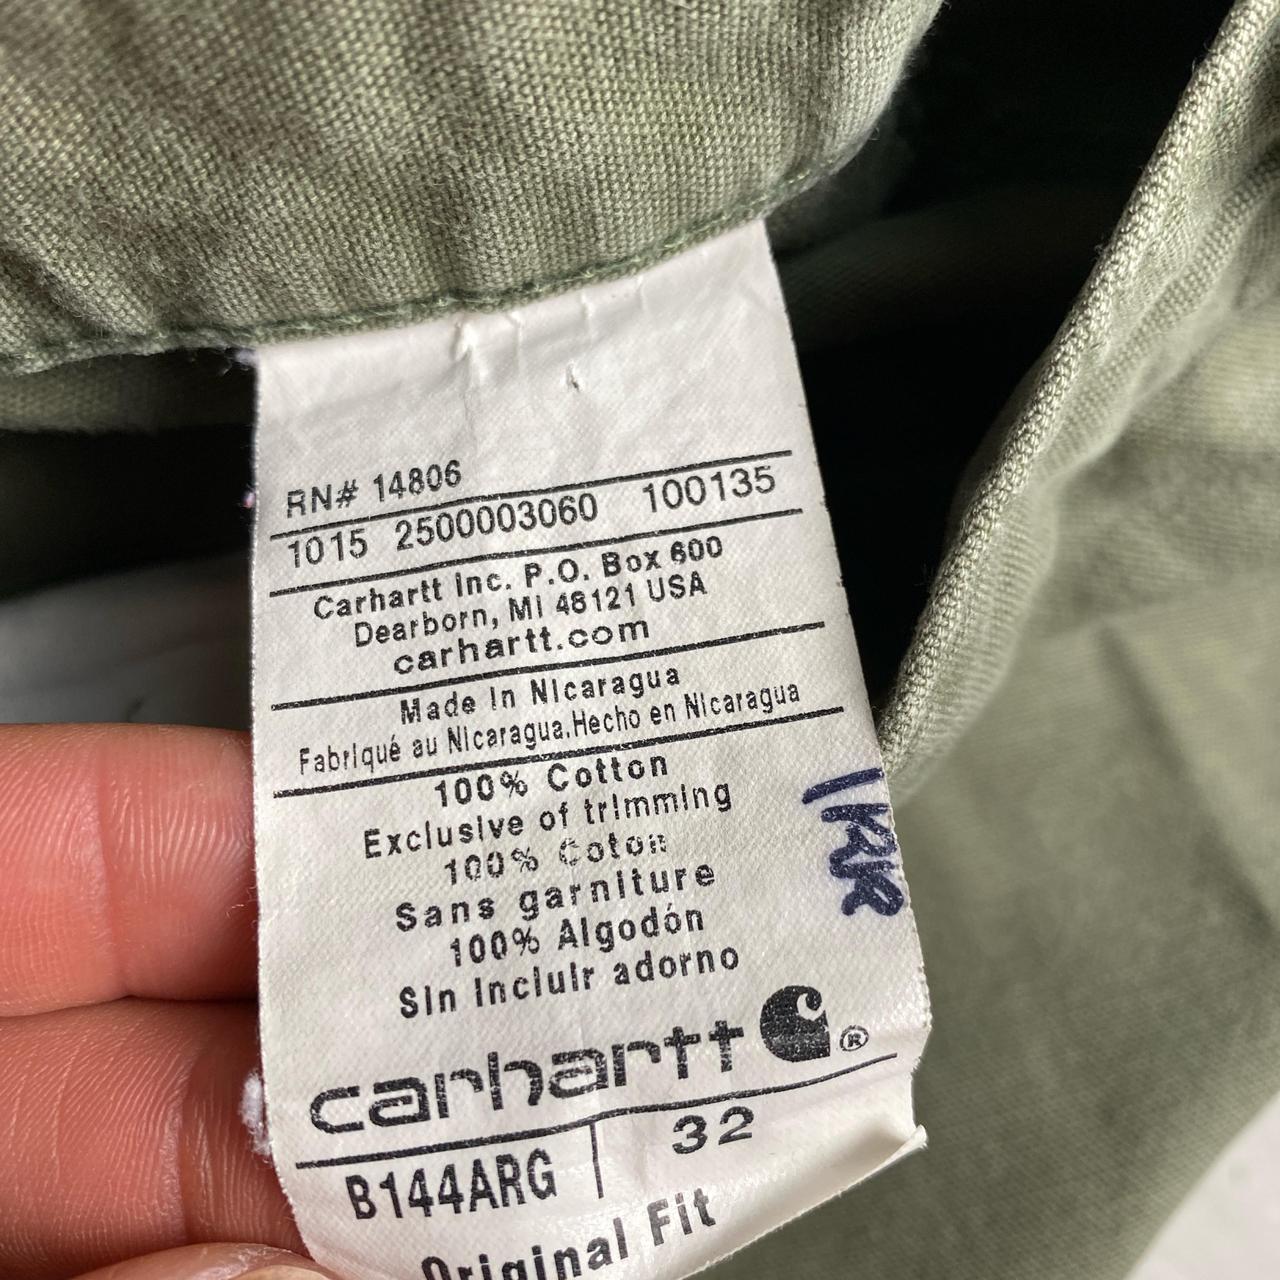 RN# 14806
1015 2500003060 100135
Carhartt Inc. P.O. Box 600
Dearborn, MI 48121 USA
carhartt.com
Made in Nicaragua
Fabriqué au Nicaragua.Hecho en Nicaragua
100% Cotton
Exclusive of trimming
100% Coton
Sans garniture
100% Algodón
Sin incluir adorno
carhartt ®
B144ARG 32
Original Fit